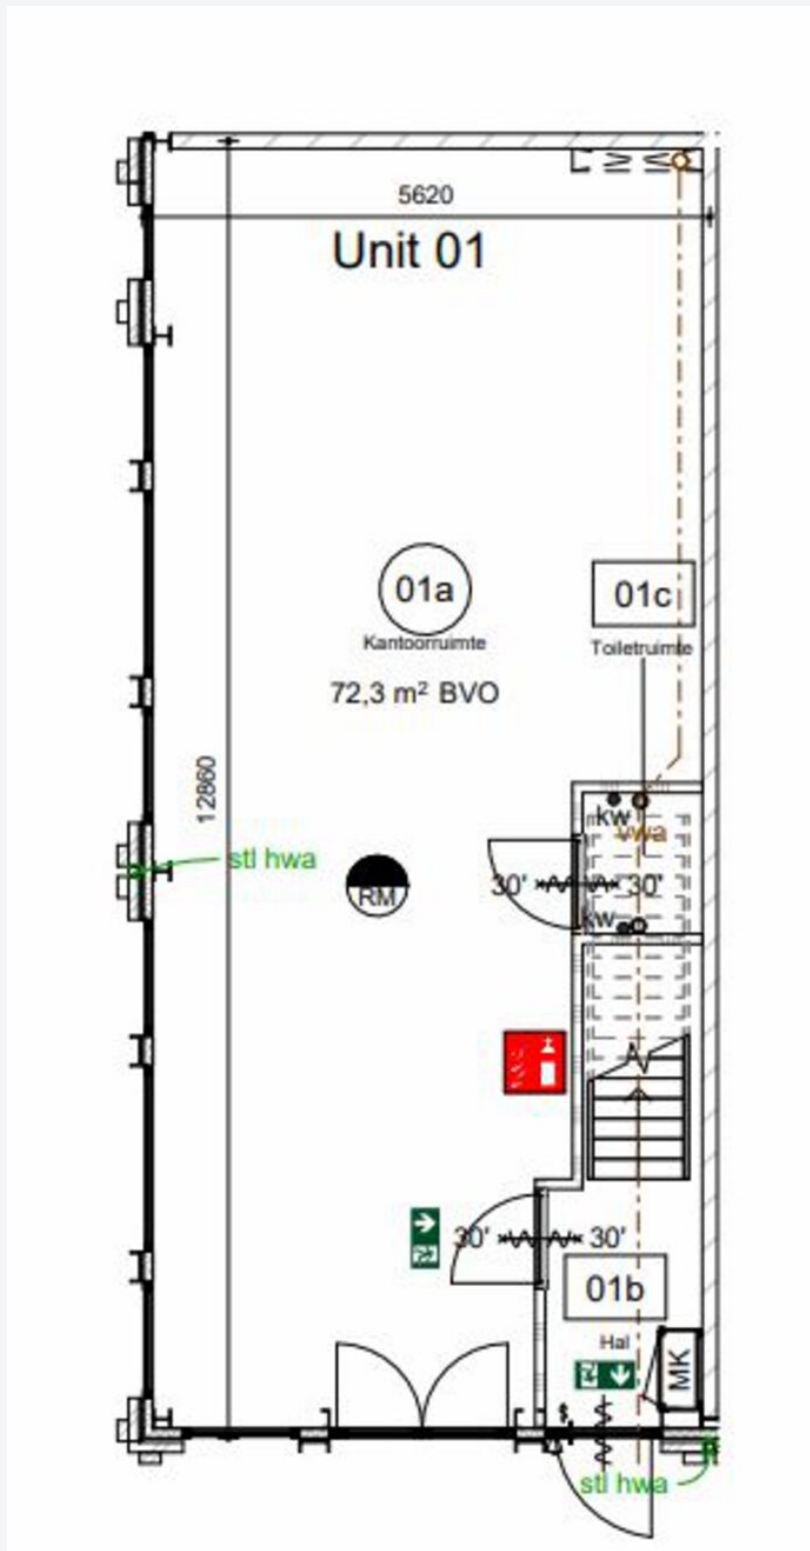 5620
Unit 01
01a
Kantoorruimte
72,3 m² BVO
01c
Toiletruimte
12860
stl hwa
RM
kw
vwa
30' 30'
kw
30' 30'
01b
Hal
MK
stl hwa